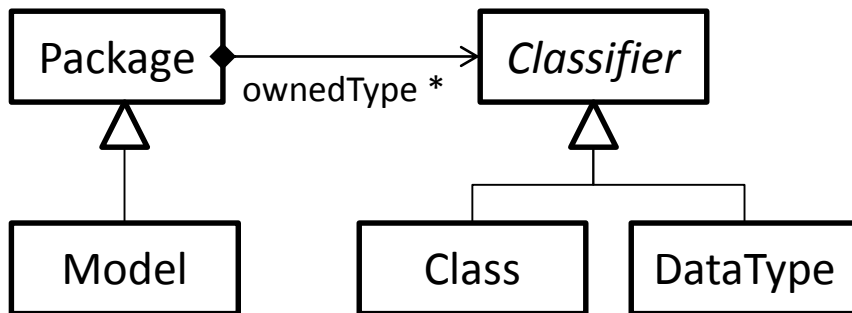 Package
Classifier
ownedType *
Model
Class
DataType